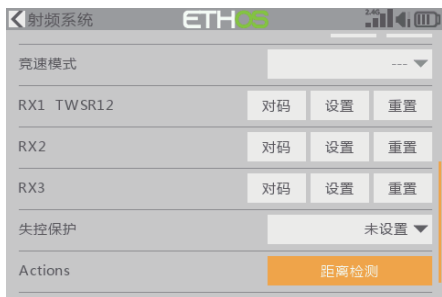 射频系统 ETHOS 2.4G
竞速模式 ---
RX1 TWSR12 对码 设置 重置
RX2 对码 设置 重置
RX3 对码 设置 重置
失控保护 未设置
Actions 距离检测